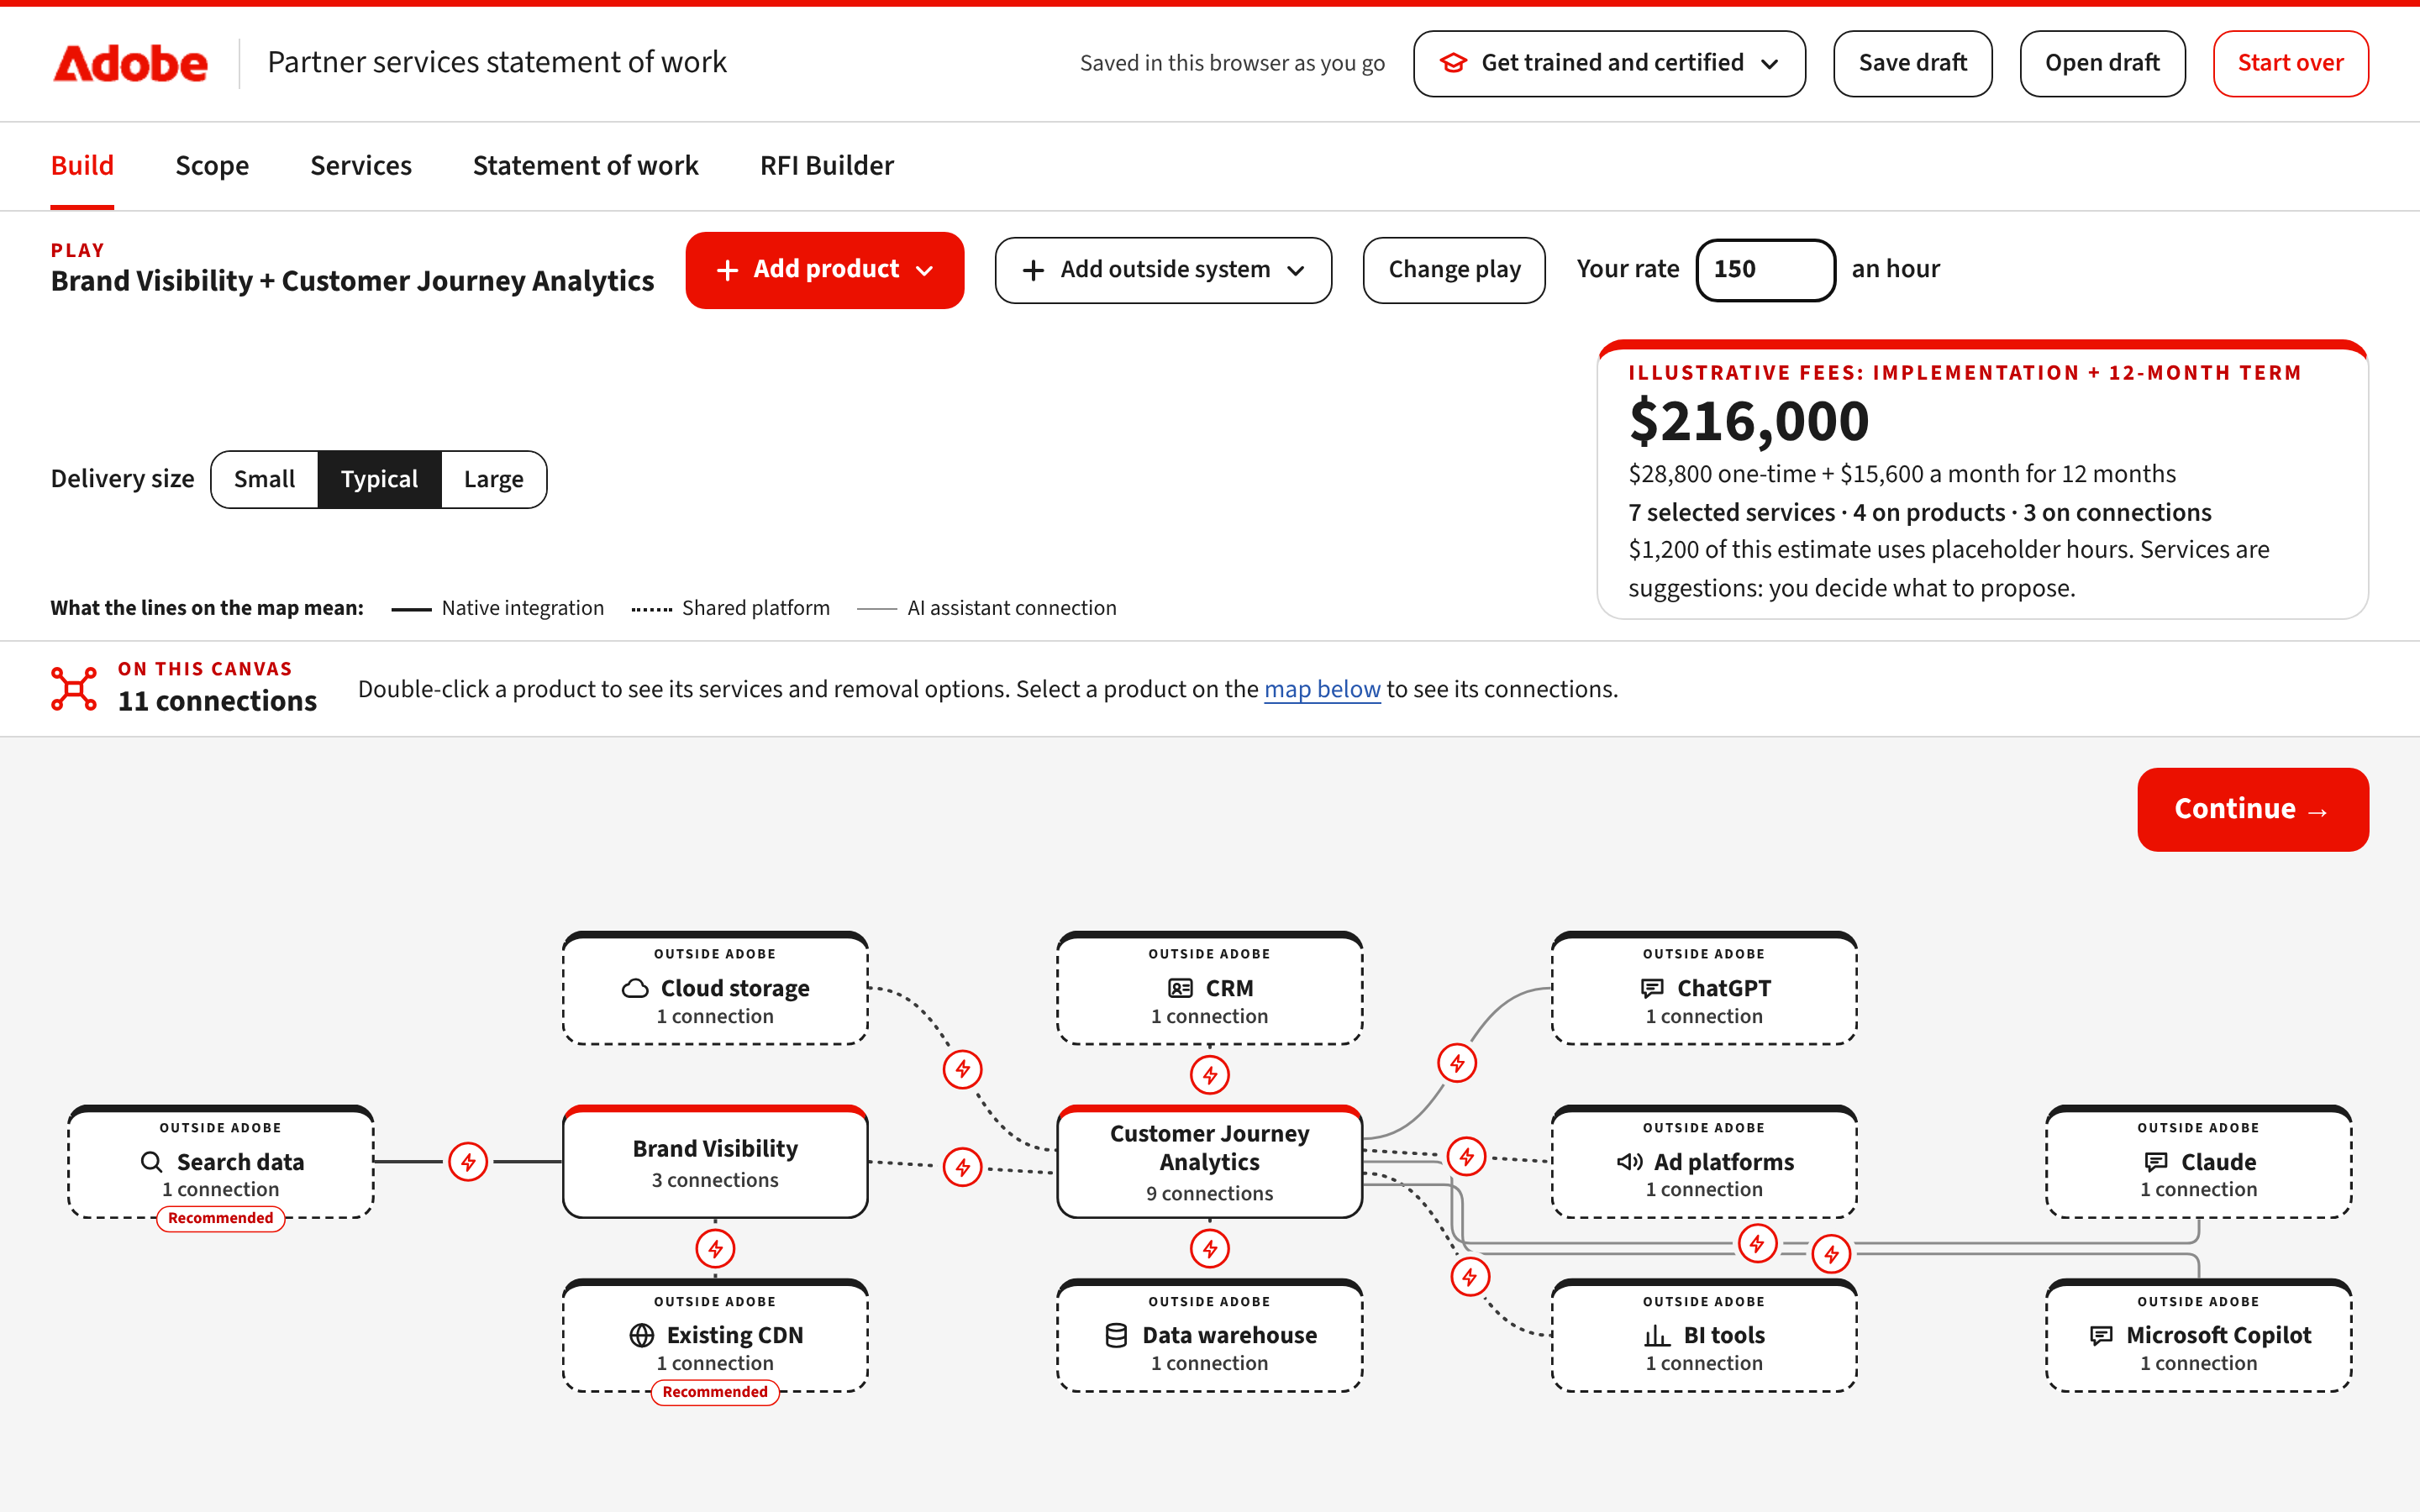 Adobe
Partner services statement of work
Saved in this browser as you go
Get trained and certified
Save draft
Open draft
Start over
Build
Scope
Services
Statement of work
RFI Builder
PLAY
Brand Visibility + Customer Journey Analytics
+ Add product
+ Add outside system
Change play
Your rate
150
an hour
ILLUSTRATIVE FEES: IMPLEMENTATION + 12-MONTH TERM
$216,000
$28,800 one-time + $15,600 a month for 12 months
7 selected services · 4 on products · 3 on connections
$1,200 of this estimate uses placeholder hours. Services are
suggestions: you decide what to propose.
Delivery size
Small
Typical
Large
What the lines on the map mean:
Native integration
Shared platform
AI assistant connection
ON THIS CANVAS
11 connections
Double-click a product to see its services and removal options. Select a product on the map below to see its connections.
Continue →
OUTSIDE ADOBE
Cloud storage
1 connection
OUTSIDE ADOBE
CRM
1 connection
OUTSIDE ADOBE
ChatGPT
1 connection
OUTSIDE ADOBE
Search data
1 connection
Recommended
Brand Visibility
3 connections
Customer Journey
Analytics
9 connections
OUTSIDE ADOBE
Ad platforms
1 connection
OUTSIDE ADOBE
Claude
1 connection
OUTSIDE ADOBE
Existing CDN
1 connection
Recommended
OUTSIDE ADOBE
Data warehouse
1 connection
OUTSIDE ADOBE
BI tools
1 connection
OUTSIDE ADOBE
Microsoft Copilot
1 connection